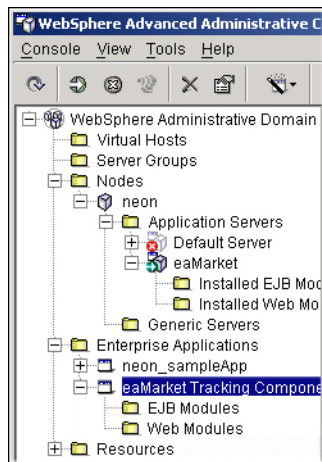 WebSphere Advanced Administrative C
Console View Tools Help
WebSphere Administrative Domain
Virtual Hosts
Server Groups
Nodes
neon
Application Servers
Default Server
eaMarket
Installed EJB Mod
Installed Web Mo
Generic Servers
Enterprise Applications
neon_sampleApp
eaMarket Tracking Compone
EJB Modules
Web Modules
Resources